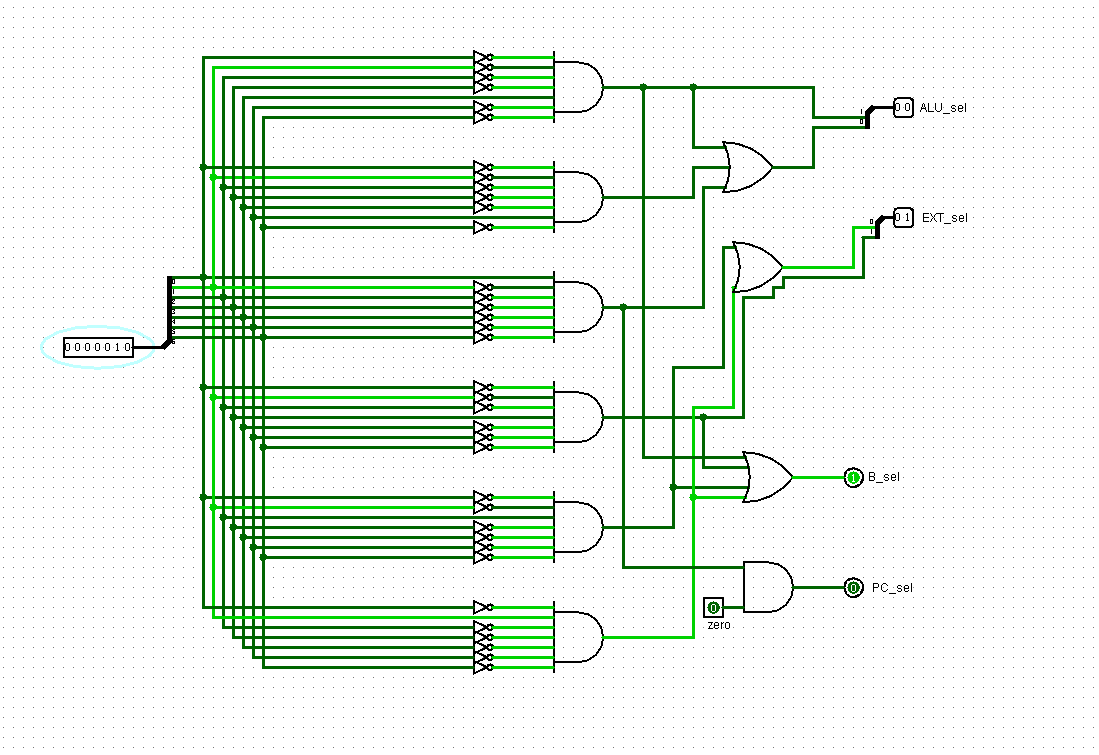 0 0 ALU_sel
0 1 EXT_sel
0 0 0 0 0 1 0
1 B_sel
0 PC_sel
0
zero